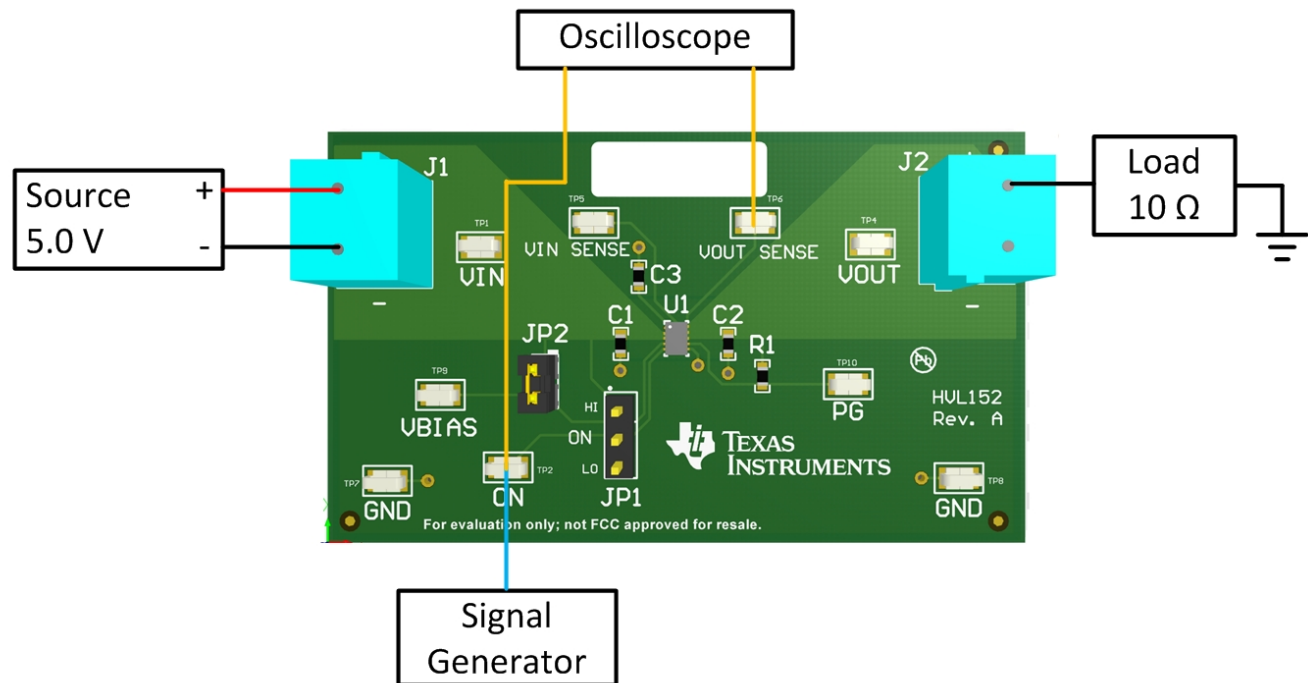 Oscilloscope
Source +
5.0 V -
J1
J2 +
Load
10 Ω
TP5
TP6
TP1
TP4
VIN SENSE
VOUT SENSE
VIN
VOUT
C3
-
-
U1
C1
C2
JP2
R1
TP9
TP10
HI
VBIAS
PG
HVL152
Rev. A
ON
TEXAS
INSTRUMENTS
LO
TP2
TP7
TP8
GND
ON
JP1
GND
For evaluation only; not FCC approved for resale.
Signal
Generator
Pb